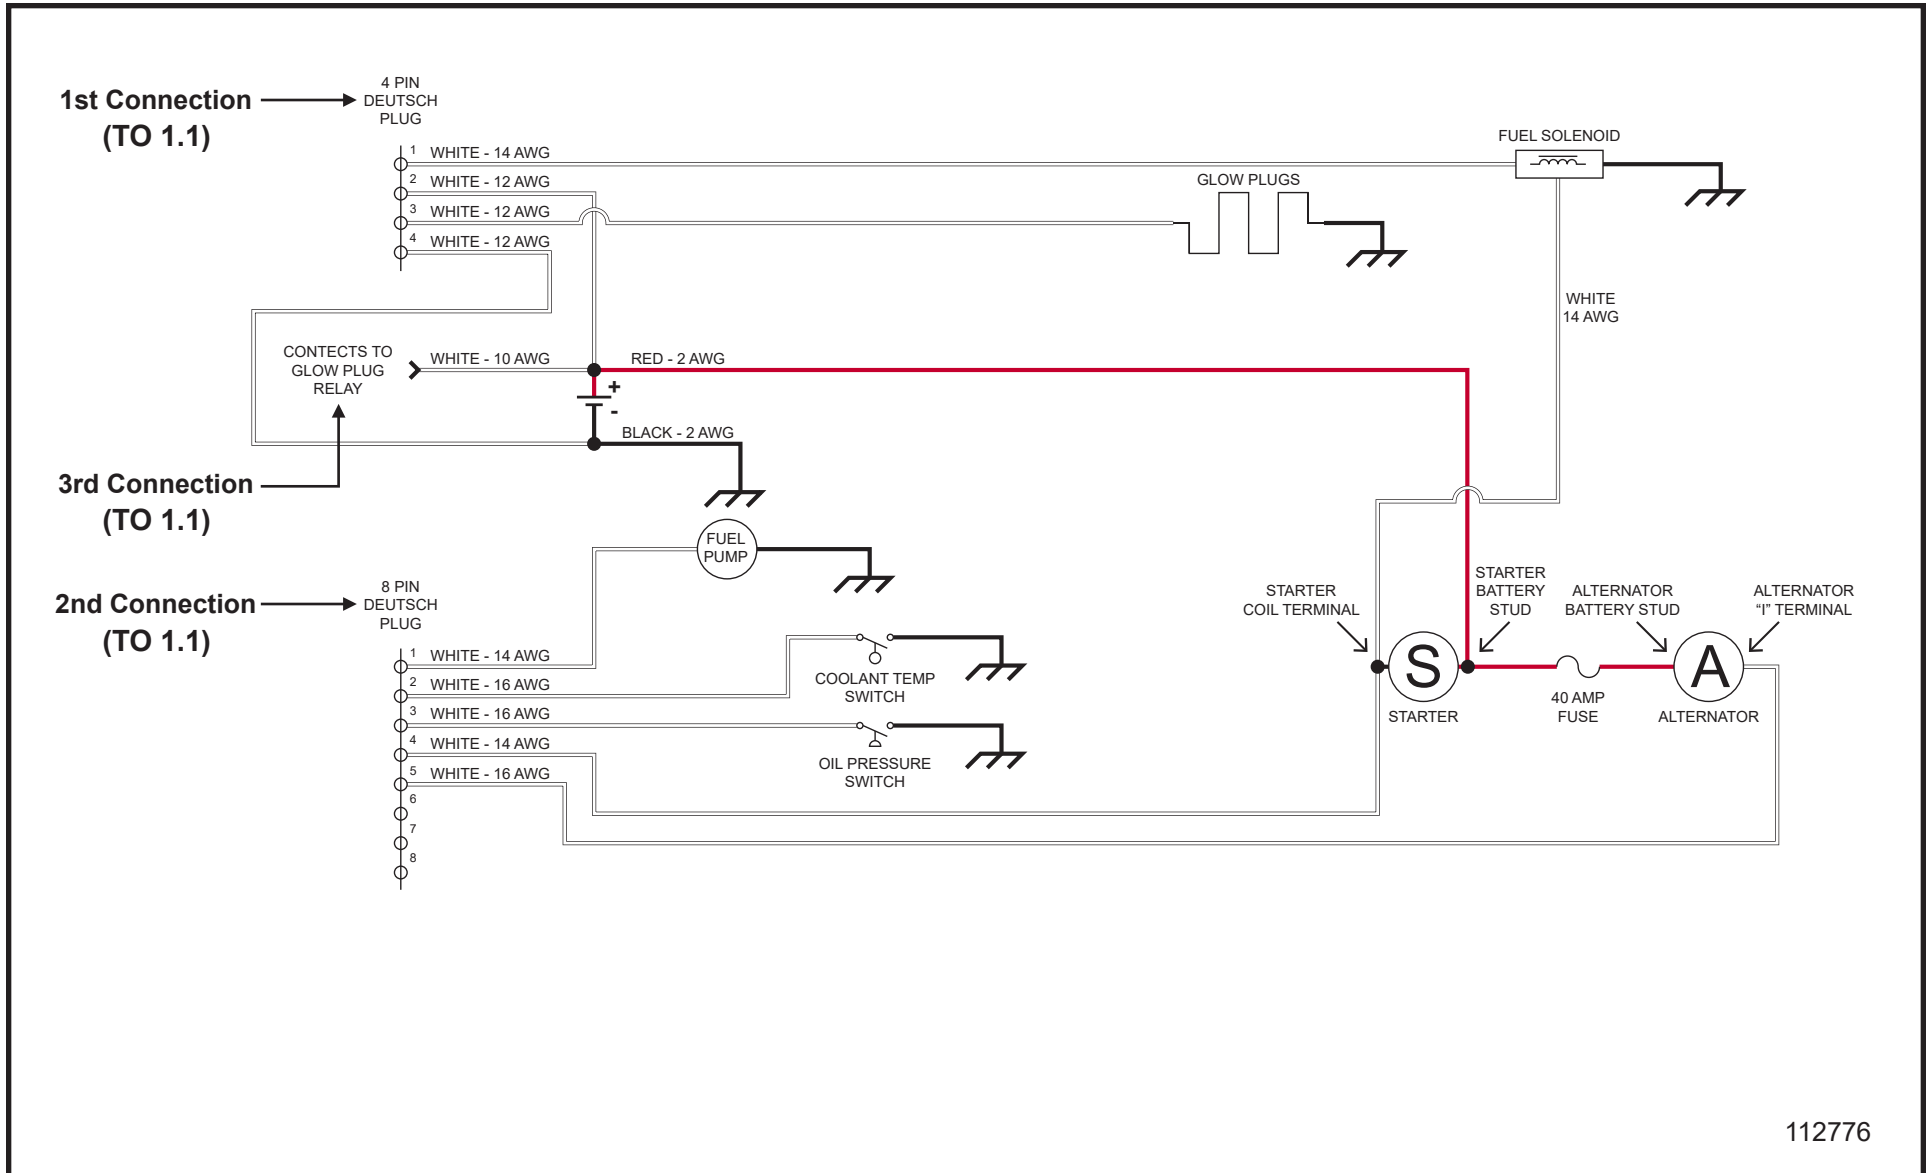 1st Connection
(TO 1.1)
4 PIN
DEUTSCH
PLUG
1
WHITE - 14 AWG
2
WHITE - 12 AWG
3
WHITE - 12 AWG
4
WHITE - 12 AWG
FUEL SOLENOID
GLOW PLUGS
WHITE
14 AWG
CONTECTS TO
GLOW PLUG
RELAY
WHITE - 10 AWG
RED - 2 AWG
+
-
BLACK - 2 AWG
3rd Connection
(TO 1.1)
FUEL
PUMP
2nd Connection
(TO 1.1)
8 PIN
DEUTSCH
PLUG
1
WHITE - 14 AWG
2
WHITE - 16 AWG
3
WHITE - 16 AWG
4
WHITE - 14 AWG
5
WHITE - 16 AWG
6
7
8
COOLANT TEMP
SWITCH
OIL PRESSURE
SWITCH
STARTER
COIL TERMINAL
STARTER
BATTERY
STUD
ALTERNATOR
BATTERY STUD
ALTERNATOR
“I” TERMINAL
S
STARTER
40 AMP
FUSE
A
ALTERNATOR
112776